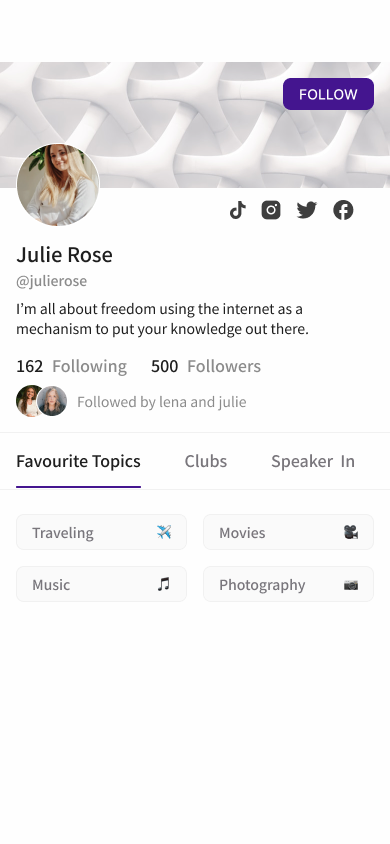 FOLLOW
Julie Rose
@julierose
I’m all about freedom using the internet as a
mechanism to put your knowledge out there.
162 Following 500 Followers
Followed by lena and julie
Favourite Topics Clubs Speaker In
Traveling Movies
Music Photography